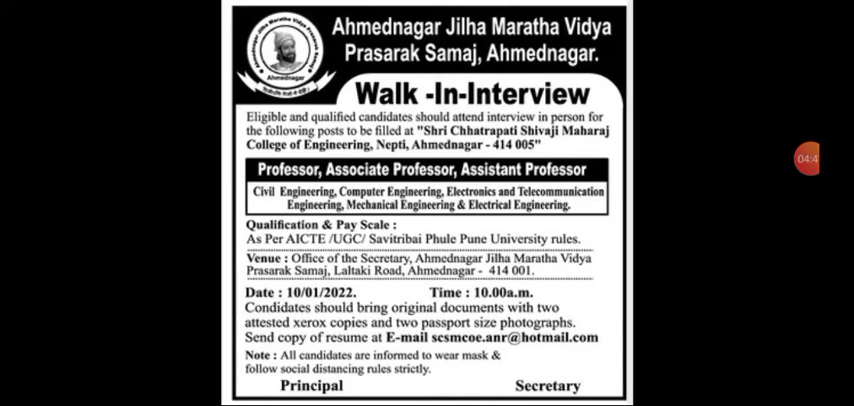 Ahmednagar Jilha Maratha Vidya
Prasarak Samaj, Ahmednagar.
Ahmednagar Jilha Maratha Vidya Prasarak Samaj
Ahmednagar
Walk -In-Interview
Eligible and qualified candidates should attend interview in person for
the following posts to be filled at "Shri Chhatrapati Shivaji Maharaj
College of Engineering, Nepti, Ahmednagar - 414 005"
Professor, Associate Professor, Assistant Professor
Civil Engineering, Computer Engineering, Electronics and Telecommunication
Engineering, Mechanical Engineering & Electrical Engineering.
Qualification & Pay Scale :
As Per AICTE /UGC/ Savitribai Phule Pune University rules.
Venue : Office of the Secretary, Ahmednagar Jilha Maratha Vidya
Prasarak Samaj, Laltaki Road, Ahmednagar - 414 001.
Date : 10/01/2022. Time : 10.00a.m.
Condidates should bring original documents with two
attested xerox copies and two passport size photographs.
Send copy of resume at E-mail scsmcoe.anr@hotmail.com
Note : All candidates are informed to wear mask &
follow social distancing rules strictly.
Principal Secretary
04:4